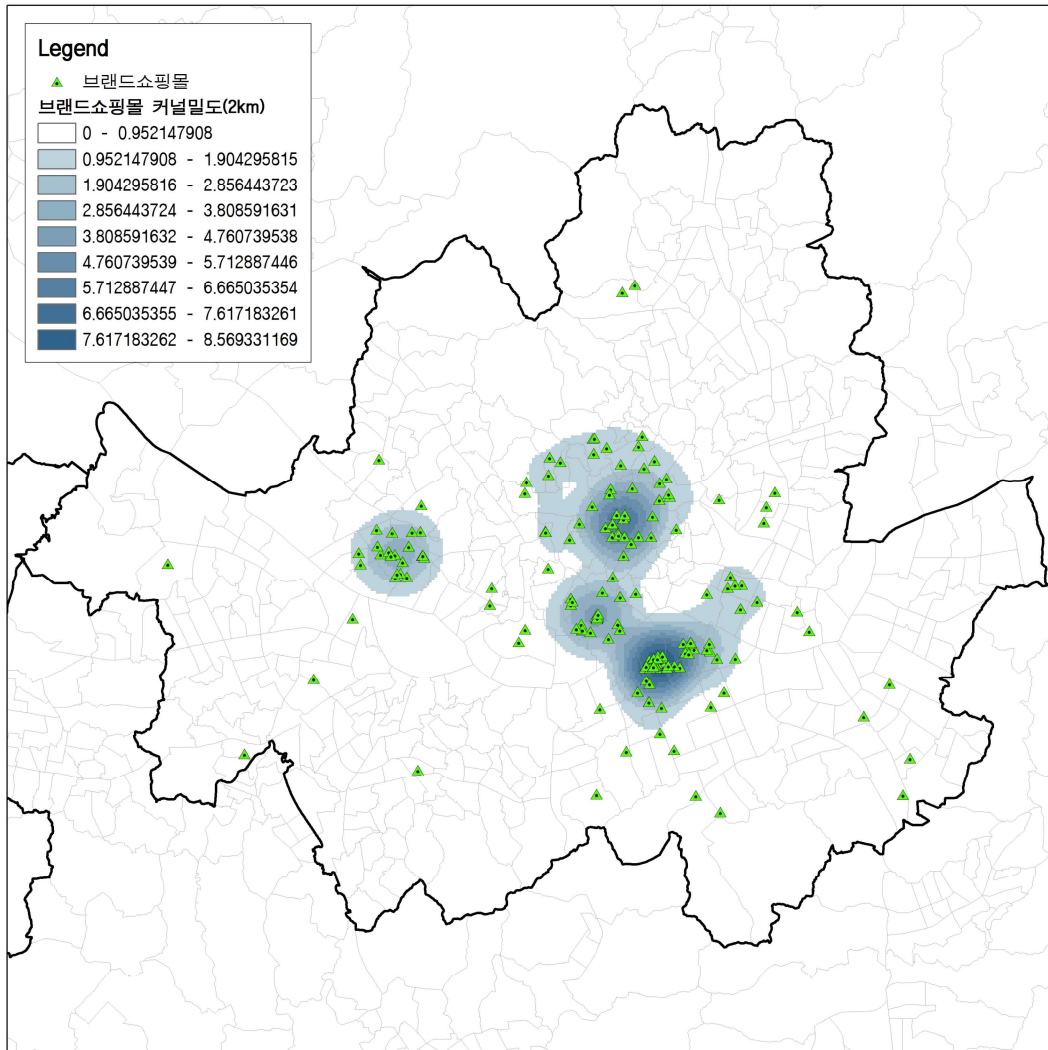 Legend
브랜드쇼핑몰
브랜드쇼핑몰 커널밀도(2km)
0 - 0.952147908
0.952147908 - 1.904295815
1.904295816 - 2.856443723
2.856443724 - 3.808591631
3.808591632 - 4.760739538
4.760739539 - 5.712887446
5.712887447 - 6.665035354
6.665035355 - 7.617183261
7.617183262 - 8.569331169